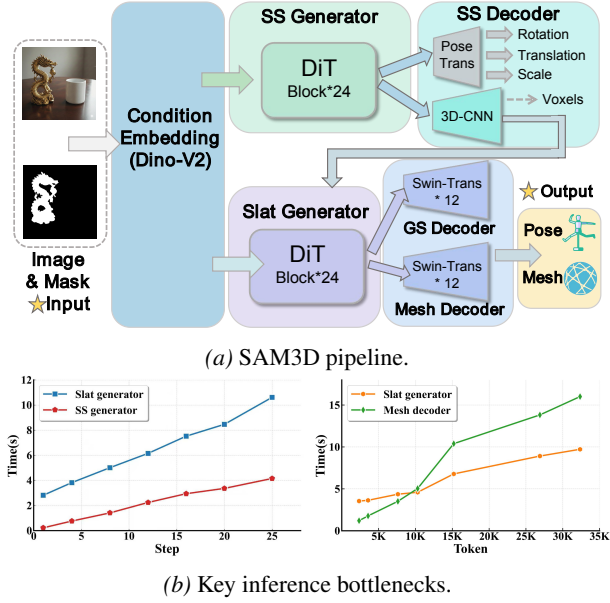 SS Generator
DiT
Block*24
SS Decoder
Pose
Trans
Rotation
Translation
Scale
3D-CNN
Voxels
Condition
Embedding
(Dino-V2)
Image
& Mask
Input
Slat Generator
DiT
Block*24
Swin-Trans
* 12
GS Decoder
Swin-Trans
* 12
Mesh Decoder
Output
Pose
Mesh
(a) SAM3D pipeline.
Slat generator
SS generator
Time(s)
12
10
8
6
4
2
0
0 5 10 15 20 25
Step
Slat generator
Mesh decoder
Time(s)
15
10
5
0
5K 10K 15K 20K 25K 30K 35K
Token
(b) Key inference bottlenecks.